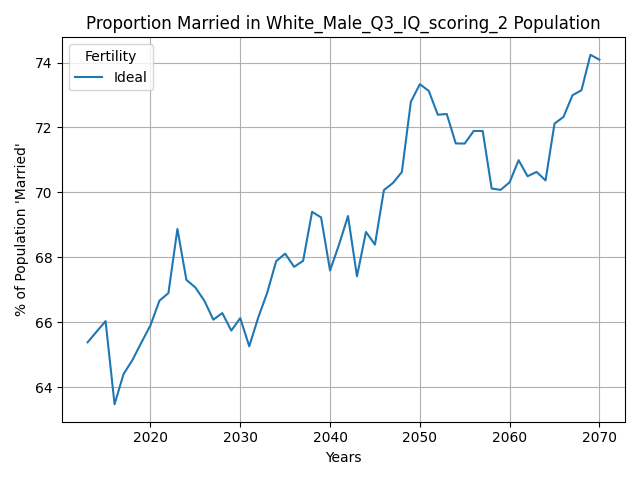 Proportion Married in White_Male_Q3_IQ_scoring_2 Population
Fertility
Ideal
% of Population 'Married'
74
72
70
68
66
64
2020 2030 2040 2050 2060 2070
Years